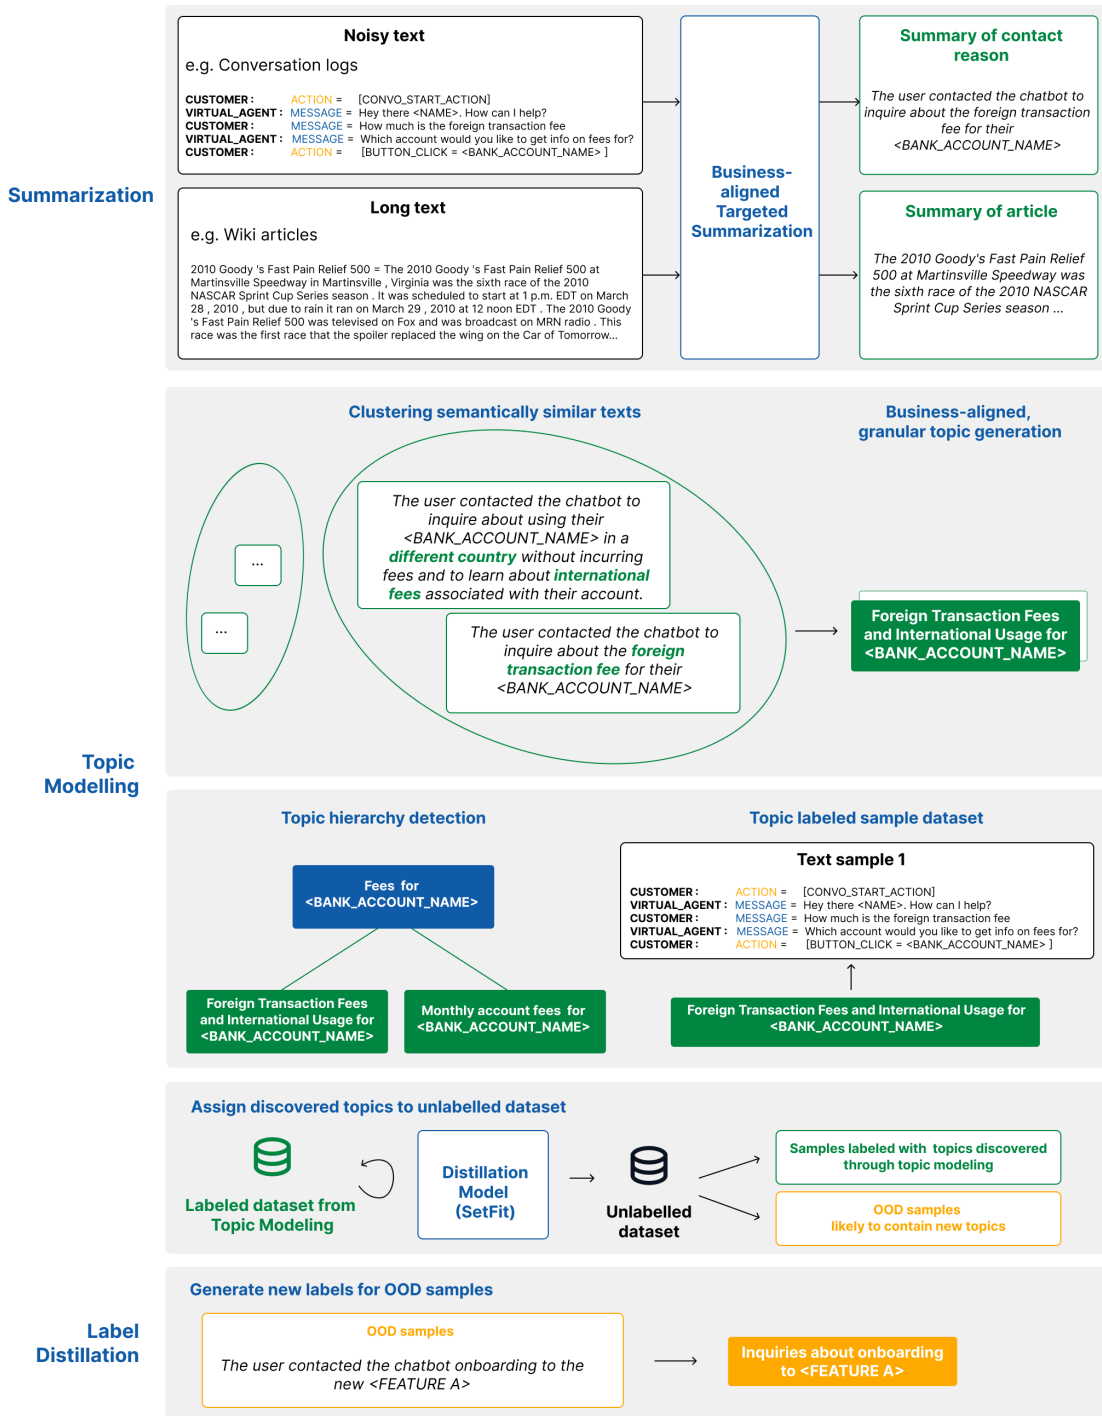 Summarization
Noisy text
e.g. Conversation logs
CUSTOMER : ACTION = [CONVO_START_ACTION]
VIRTUAL_AGENT : MESSAGE = Hey there <NAME>. How can I help?
CUSTOMER : MESSAGE = How much is the foreign transaction fee
VIRTUAL_AGENT : MESSAGE = Which account would you like to get info on fees for?
CUSTOMER : ACTION = [BUTTON_CLICK = <BANK_ACCOUNT_NAME> ]
Long text
e.g. Wiki articles
2010 Goody 's Fast Pain Relief 500 = The 2010 Goody 's Fast Pain Relief 500 at
Martinsville Speedway in Martinsville , Virginia was the sixth race of the 2010
NASCAR Sprint Cup Series season . It was scheduled to start at 1 p.m. EDT on March
28 , 2010 , but due to rain it ran on March 29 , 2010 at 12 noon EDT . The 2010 Goody
's Fast Pain Relief 500 was televised on Fox and was broadcast on MRN radio . This
race was the first race that the spoiler replaced the wing on the Car of Tomorrow...
Business-
aligned
Targeted
Summarization
Summary of contact
reason
The user contacted the chatbot to
inquire about the foreign transaction
fee for their
<BANK_ACCOUNT_NAME>
Summary of article
The 2010 Goody's Fast Pain Relief
500 at Martinsville Speedway was
the sixth race of the 2010 NASCAR
Sprint Cup Series season ...
Topic
Modelling
Clustering semantically similar texts
...
...
The user contacted the chatbot to
inquire about using their
<BANK_ACCOUNT_NAME> in a
different country without incurring
fees and to learn about international
fees associated with their account.
The user contacted the chatbot to
inquire about the foreign
transaction fee for their
<BANK_ACCOUNT_NAME>
Business-aligned,
granular topic generation
Foreign Transaction Fees
and International Usage for
<BANK_ACCOUNT_NAME>
Topic hierarchy detection
Fees for
<BANK_ACCOUNT_NAME>
Foreign Transaction Fees
and International Usage for
<BANK_ACCOUNT_NAME>
Monthly account fees for
<BANK_ACCOUNT_NAME>
Topic labeled sample dataset
Text sample 1
CUSTOMER : ACTION = [CONVO_START_ACTION]
VIRTUAL_AGENT : MESSAGE = Hey there <NAME>. How can I help?
CUSTOMER : MESSAGE = How much is the foreign transaction fee
VIRTUAL_AGENT : MESSAGE = Which account would you like to get info on fees for?
CUSTOMER : ACTION = [BUTTON_CLICK = <BANK_ACCOUNT_NAME> ]
Foreign Transaction Fees and International Usage for
<BANK_ACCOUNT_NAME>
Label
Distillation
Assign discovered topics to unlabelled dataset
Labeled dataset from
Topic Modeling
Distillation
Model
(SetFit)
Unlabelled
dataset
Samples labeled with topics discovered
through topic modeling
OOD samples
likely to contain new topics
Generate new labels for OOD samples
OOD samples
The user contacted the chatbot onboarding to the
new <FEATURE A>
Inquiries about onboarding
to <FEATURE A>